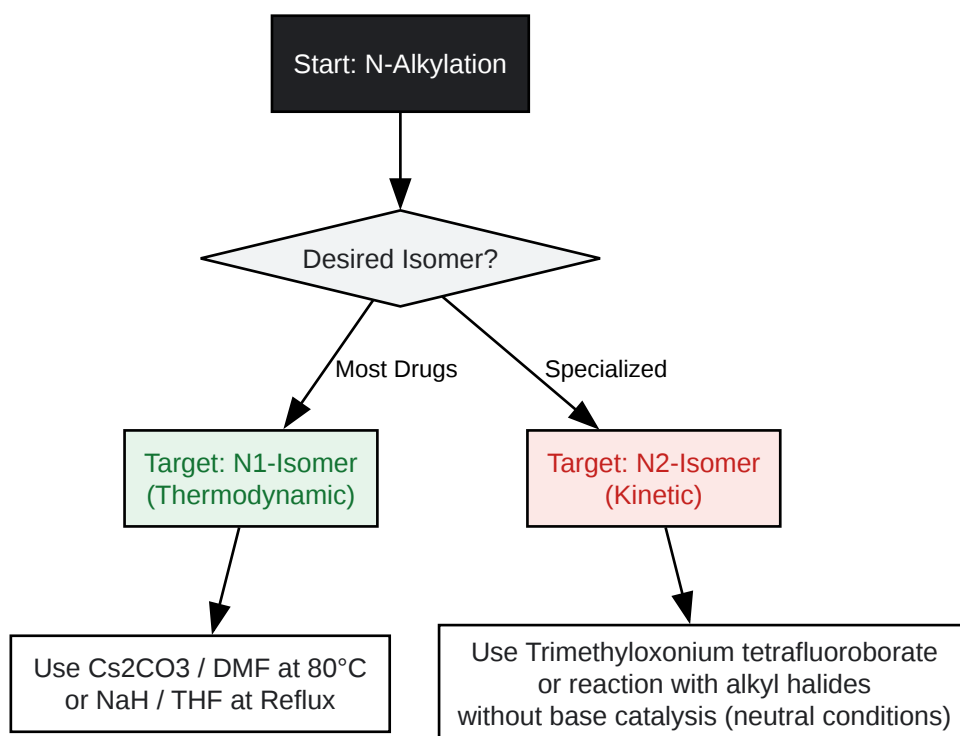 Start: N-Alkylation
Desired Isomer?
Most Drugs
Specialized
Target: N1-Isomer
(Thermodynamic)
Target: N2-Isomer
(Kinetic)
Use Cs2CO3 / DMF at 80°C
or NaH / THF at Reflux
Use Trimethyloxonium tetrafluoroborate
or reaction with alkyl halides
without base catalysis (neutral conditions)